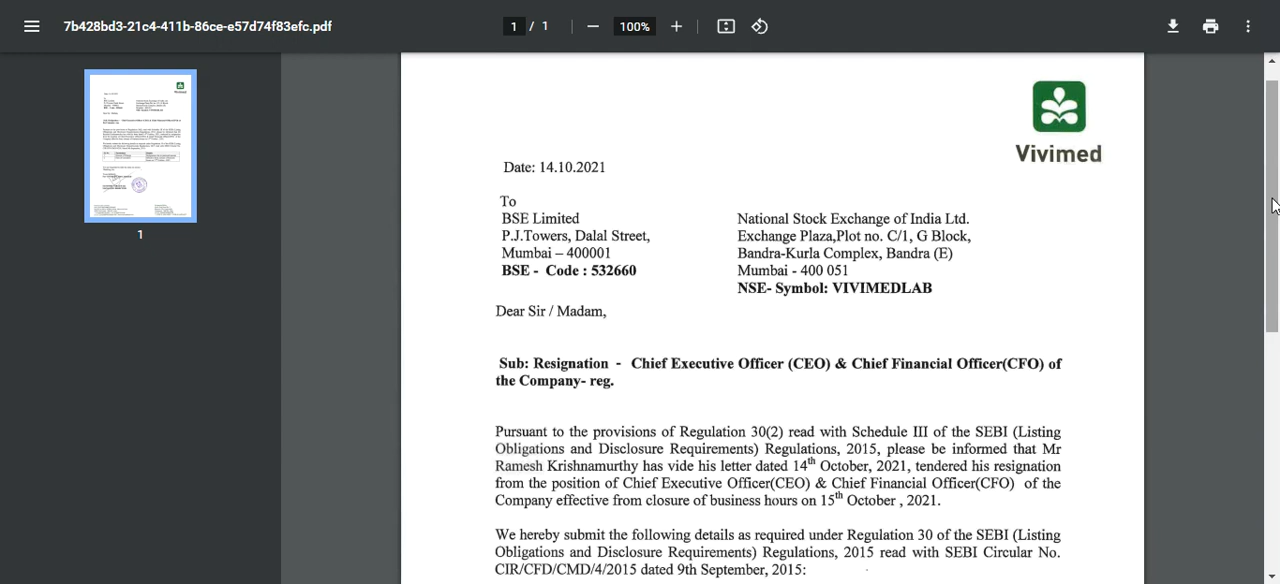 7b428bd3-21c4-411b-86ce-e57d74f83efc.pdf
1 / 1
100%
1
Vivimed
Date: 14.10.2021
To
BSE Limited
P.J.Towers, Dalal Street,
Mumbai – 400001
BSE - Code : 532660
National Stock Exchange of India Ltd.
Exchange Plaza,Plot no. C/1, G Block,
Bandra-Kurla Complex, Bandra (E)
Mumbai - 400 051
NSE- Symbol: VIVIMEDLAB
Dear Sir / Madam,
Sub: Resignation - Chief Executive Officer (CEO) & Chief Financial Officer(CFO) of
the Company- reg.
Pursuant to the provisions of Regulation 30(2) read with Schedule III of the SEBI (Listing
Obligations and Disclosure Requirements) Regulations, 2015, please be informed that Mr
Ramesh Krishnamurthy has vide his letter dated 14th October, 2021, tendered his resignation
from the position of Chief Executive Officer(CEO) & Chief Financial Officer(CFO) of the
Company effective from closure of business hours on 15th October , 2021.
We hereby submit the following details as required under Regulation 30 of the SEBI (Listing
Obligations and Disclosure Requirements) Regulations, 2015 read with SEBI Circular No.
CIR/CFD/CMD/4/2015 dated 9th September, 2015: